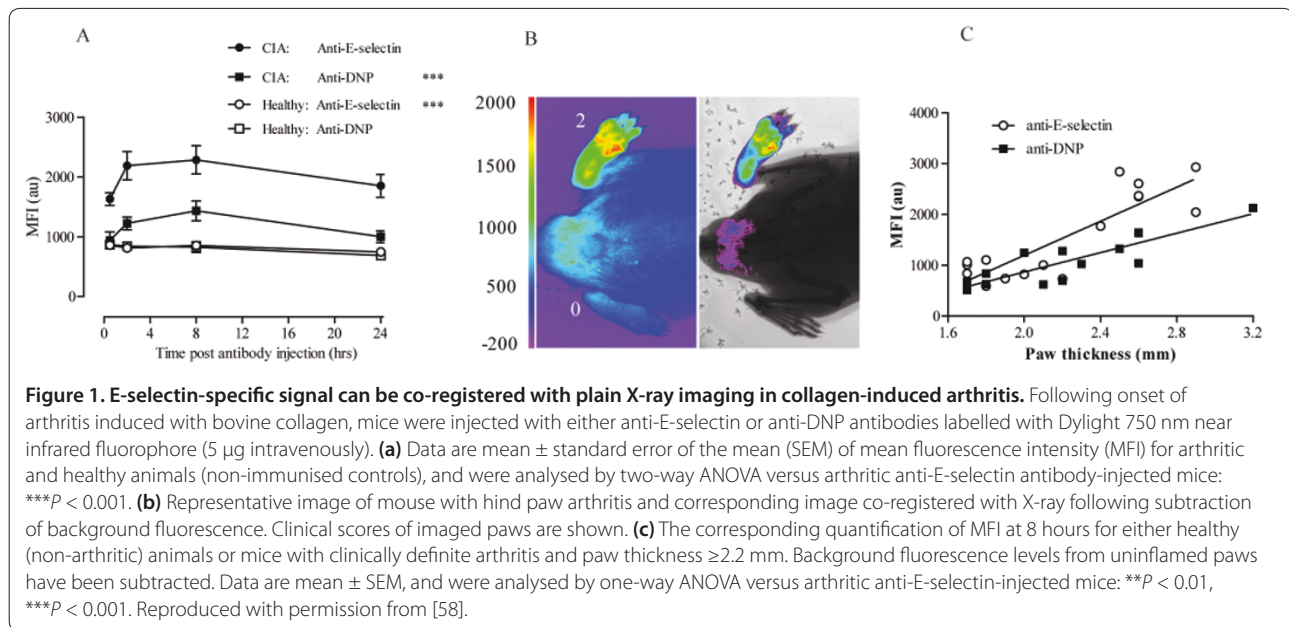 A
CIA: Anti-E-selectin
CIA: Anti-DNP ***
Healthy: Anti-E-selectin ***
Healthy: Anti-DNP
3000
2000
1000
0
MFI (au)
0 4 8 12 16 20 24
Time post antibody injection (hrs)
B
2000
1500
1000
500
-200
2
0
C
4000
3000
2000
1000
0
MFI (au)
anti-E-selectin
anti-DNP
1.6 2.0 2.4 2.8 3.2
Paw thickness (mm)
Figure 1. E-selectin-specific signal can be co-registered with plain X-ray imaging in collagen-induced arthritis. Following onset of
arthritis induced with bovine collagen, mice were injected with either anti-E-selectin or anti-DNP antibodies labelled with Dylight 750 nm near
infrared fluorophore (5 μg intravenously). (a) Data are mean ± standard error of the mean (SEM) of mean fluorescence intensity (MFI) for arthritic
and healthy animals (non-immunised controls), and were analysed by two-way ANOVA versus arthritic anti-E-selectin antibody-injected mice:
***P < 0.001. (b) Representative image of mouse with hind paw arthritis and corresponding image co-registered with X-ray following subtraction
of background fluorescence. Clinical scores of imaged paws are shown. (c) The corresponding quantification of MFI at 8 hours for either healthy
(non-arthritic) animals or mice with clinically definite arthritis and paw thickness ≥2.2 mm. Background fluorescence levels from uninflamed paws
have been subtracted. Data are mean ± SEM, and were analysed by one-way ANOVA versus arthritic anti-E-selectin-injected mice: **P < 0.01,
***P < 0.001. Reproduced with permission from [58].